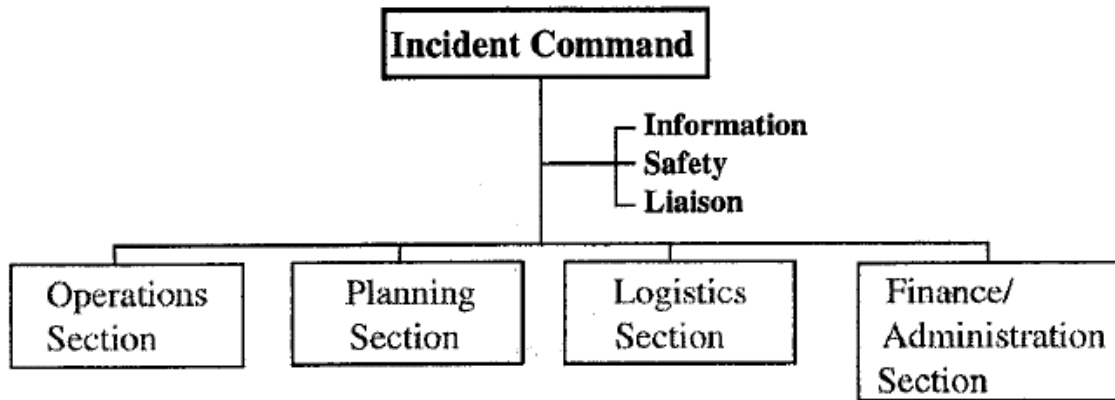 Incident Command
Information
Safety
Liaison
Operations
Section
Planning
Section
Logistics
Section
Finance/
Administration
Section